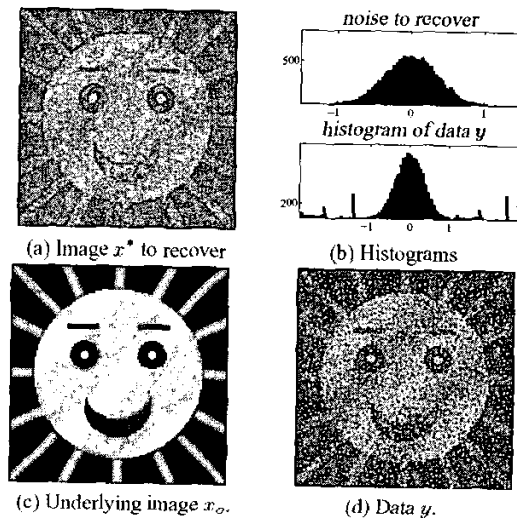 noise to recover
500
−1 0 1
histogram of data y
200
−1 0 1
(a) Image x* to recover
(b) Histograms
(c) Underlying image xₒ.
(d) Data y.